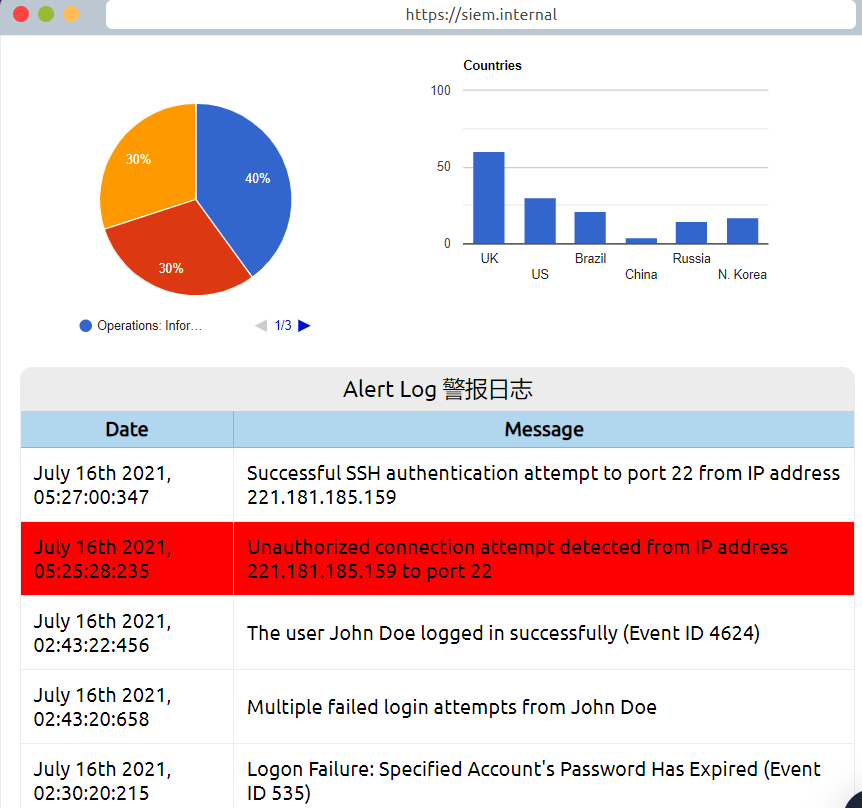 https://siem.internal
Countries
100
50
0
UK
US
Brazil
China
Russia
N. Korea
30%
40%
30%
Operations: Infor...
1/3
Alert Log 警报日志
Date
Message
July 16th 2021,
05:27:00:347
Successful SSH authentication attempt to port 22 from IP address
221.181.185.159
July 16th 2021,
05:25:28:235
Unauthorized connection attempt detected from IP address
221.181.185.159 to port 22
July 16th 2021,
02:43:22:456
The user John Doe logged in successfully (Event ID 4624)
July 16th 2021,
02:43:20:658
Multiple failed login attempts from John Doe
July 16th 2021,
02:30:20:215
Logon Failure: Specified Account's Password Has Expired (Event
ID 535)